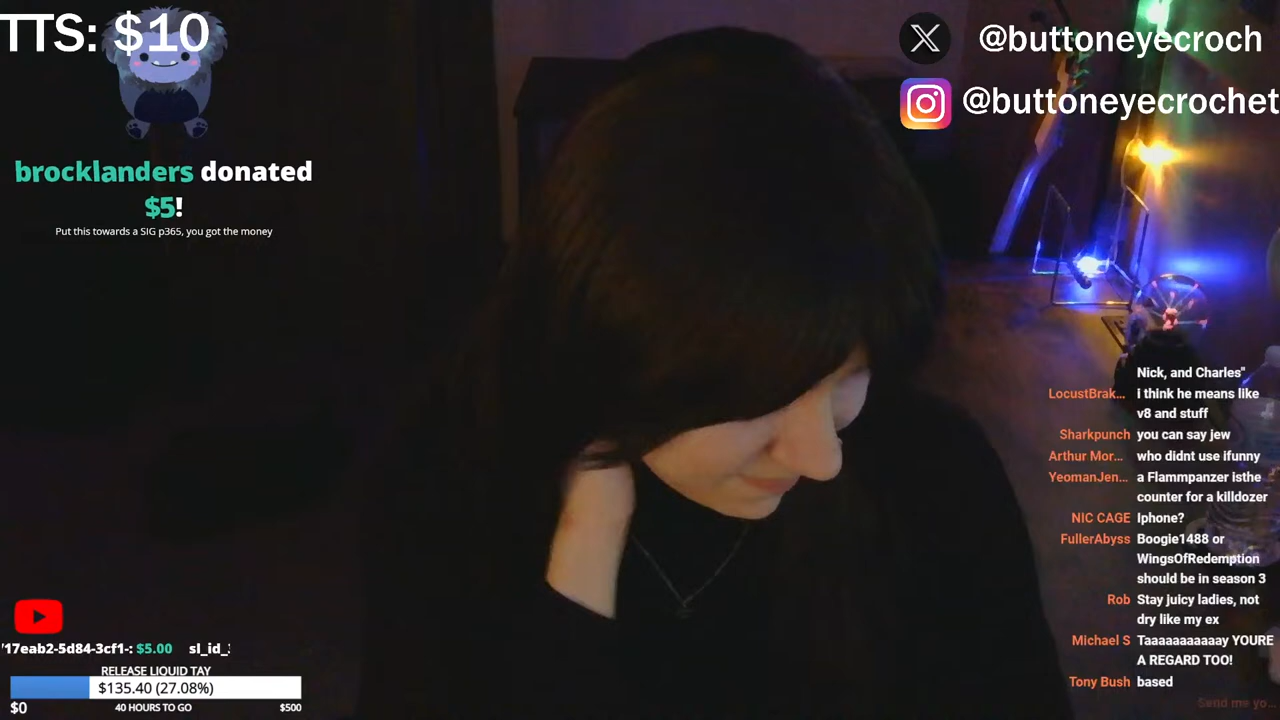 TTS: $10
@buttoneyecroch
@buttoneyecrochet
brocklanders donated
$5!
Put this towards a SIG p365, you got the money
Nick, and Charles"
LocustBrak… i think he means like
v8 and stuff
Sharkpunch you can say jew
Arthur Mor… who didnt use ifunny
YeomanJen… a Flammpanzer isthe
counter for a killdozer
NIC CAGE Iphone?
FullerAbyss Boogie1488 or
WingsOfRedemption
should be in season 3
Rob Stay juicy ladies, not
dry like my ex
Michael S Taaaaaaaaaay YOURE
A REGARD TOO!
Tony Bush based
Send me yo…
17eab2-5d84-3cf1-: $5.00 sl_id_
RELEASE LIQUID TAY
$135.40 (27.08%)
$0 40 HOURS TO GO $500